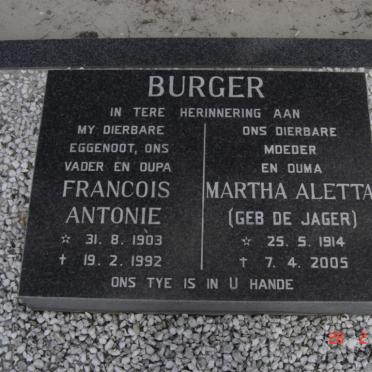 BURGER
IN TERE HERINNERING AAN
MY DIERBARE
EGGENOOT, ONS
VADER EN OUPA
FRANCOIS
ANTONIE
☆ 31. 8. 1903
† 19. 2. 1992
ONS DIERBARE
MOEDER
EN OUMA
MARTHA ALETTA
(GEB DE JAGER)
☆ 25. 5. 1914
† 7. 4. 2005
ONS TYE IS IN U HANDE